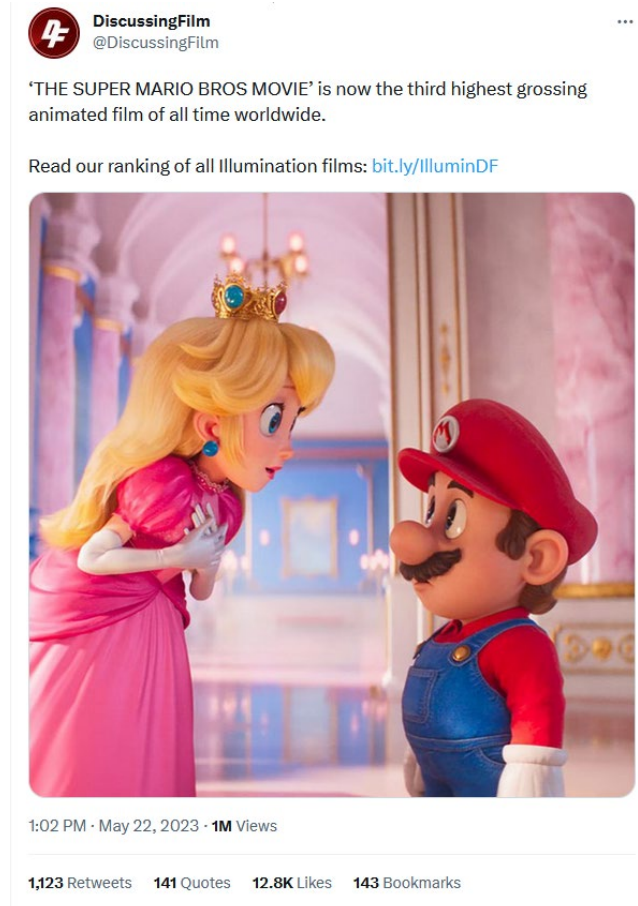 DiscussingFilm
@DiscussingFilm
‘THE SUPER MARIO BROS MOVIE’ is now the third highest grossing
animated film of all time worldwide.
Read our ranking of all Illumination films: bit.ly/IlluminDF
M
1:02 PM · May 22, 2023 · 1M Views
1,123 Retweets 141 Quotes 12.8K Likes 143 Bookmarks